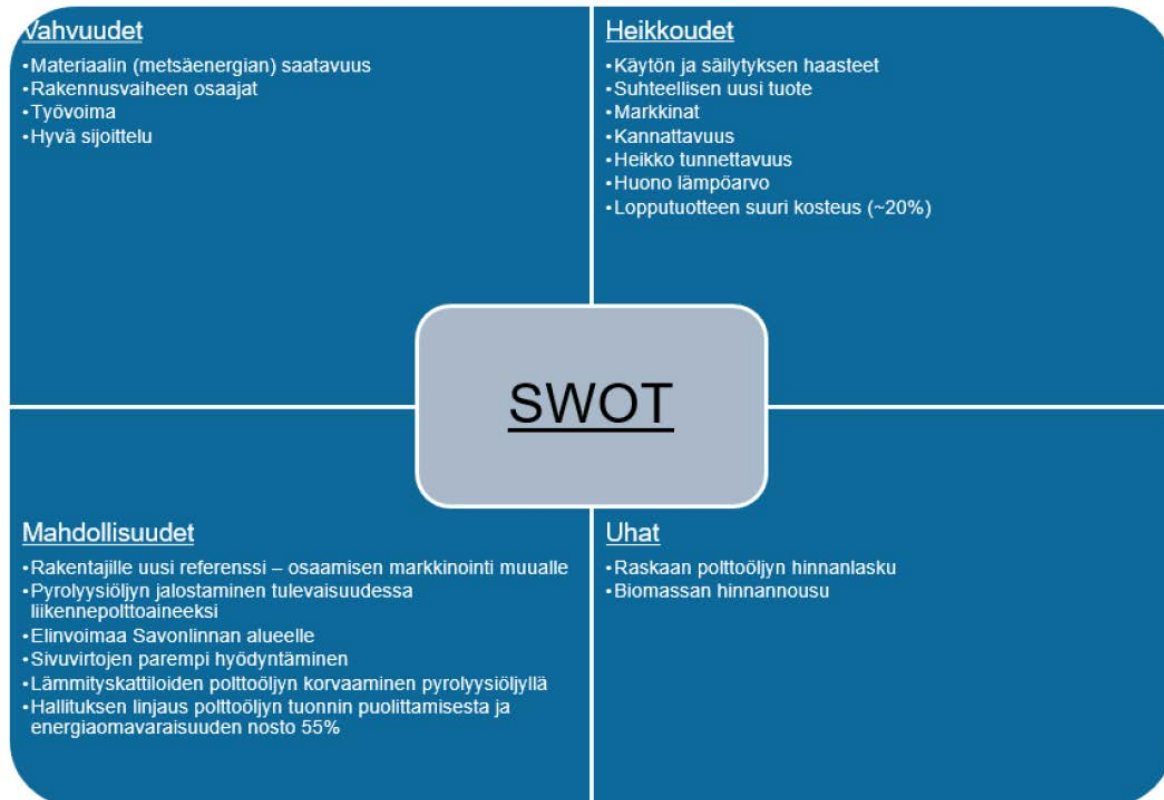 Vahvuudet
•Materiaalin (metsäenergian) saatavuus
•Rakennusvaiheen osaajat
•Työvoima
•Hyvä sijoittelu
Heikkoudet
•Käytön ja säilytyksen haasteet
•Suhteellisen uusi tuote
•Markkinat
•Kannattavuus
•Heikko tunnettavuus
•Huono lämpöarvo
•Lopputuotteen suuri kosteus (~20%)
SWOT
Mahdollisuudet
•Rakentajille uusi referenssi – osaamisen markkinointi muualle
•Pyrolyysiöljyn jalostaminen tulevaisuudessa
liikennepolttoaineeksi
•Elinvoimaa Savonlinnan alueelle
•Sivuvirtojen parempi hyödyntäminen
•Lämmityskattiloiden polttoöljyn korvaaminen pyrolyysiöljyllä
•Hallituksen linjaus polttoöljyn tuonnin puolittamisesta ja
energiaomavaraisuuden nosto 55%
Uhat
•Raskaan polttoöljyn hinnanlasku
•Biomassan hinnannousu